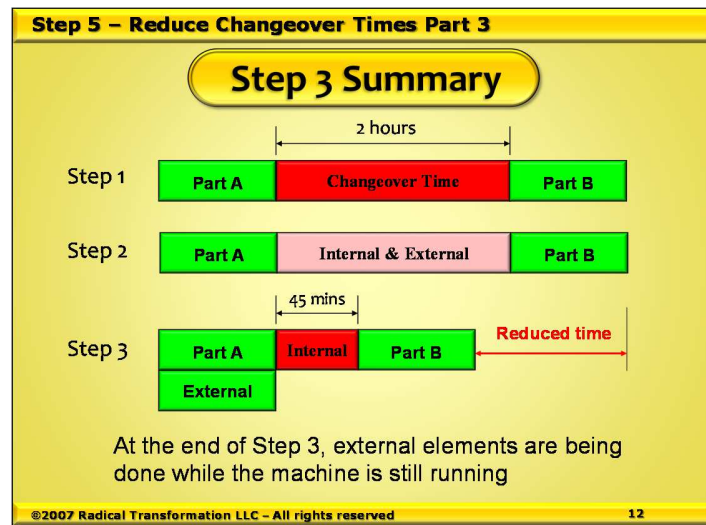 Step 5 – Reduce Changeover Times Part 3
Step 3 Summary
2 hours
Step 1
Part A
Changeover Time
Part B
Step 2
Part A
Internal & External
Part B
45 mins
Step 3
Part A
Internal
Part B
Reduced time
External
At the end of Step 3, external elements are being
done while the machine is still running
©2007 Radical Transformation LLC – All rights reserved
12